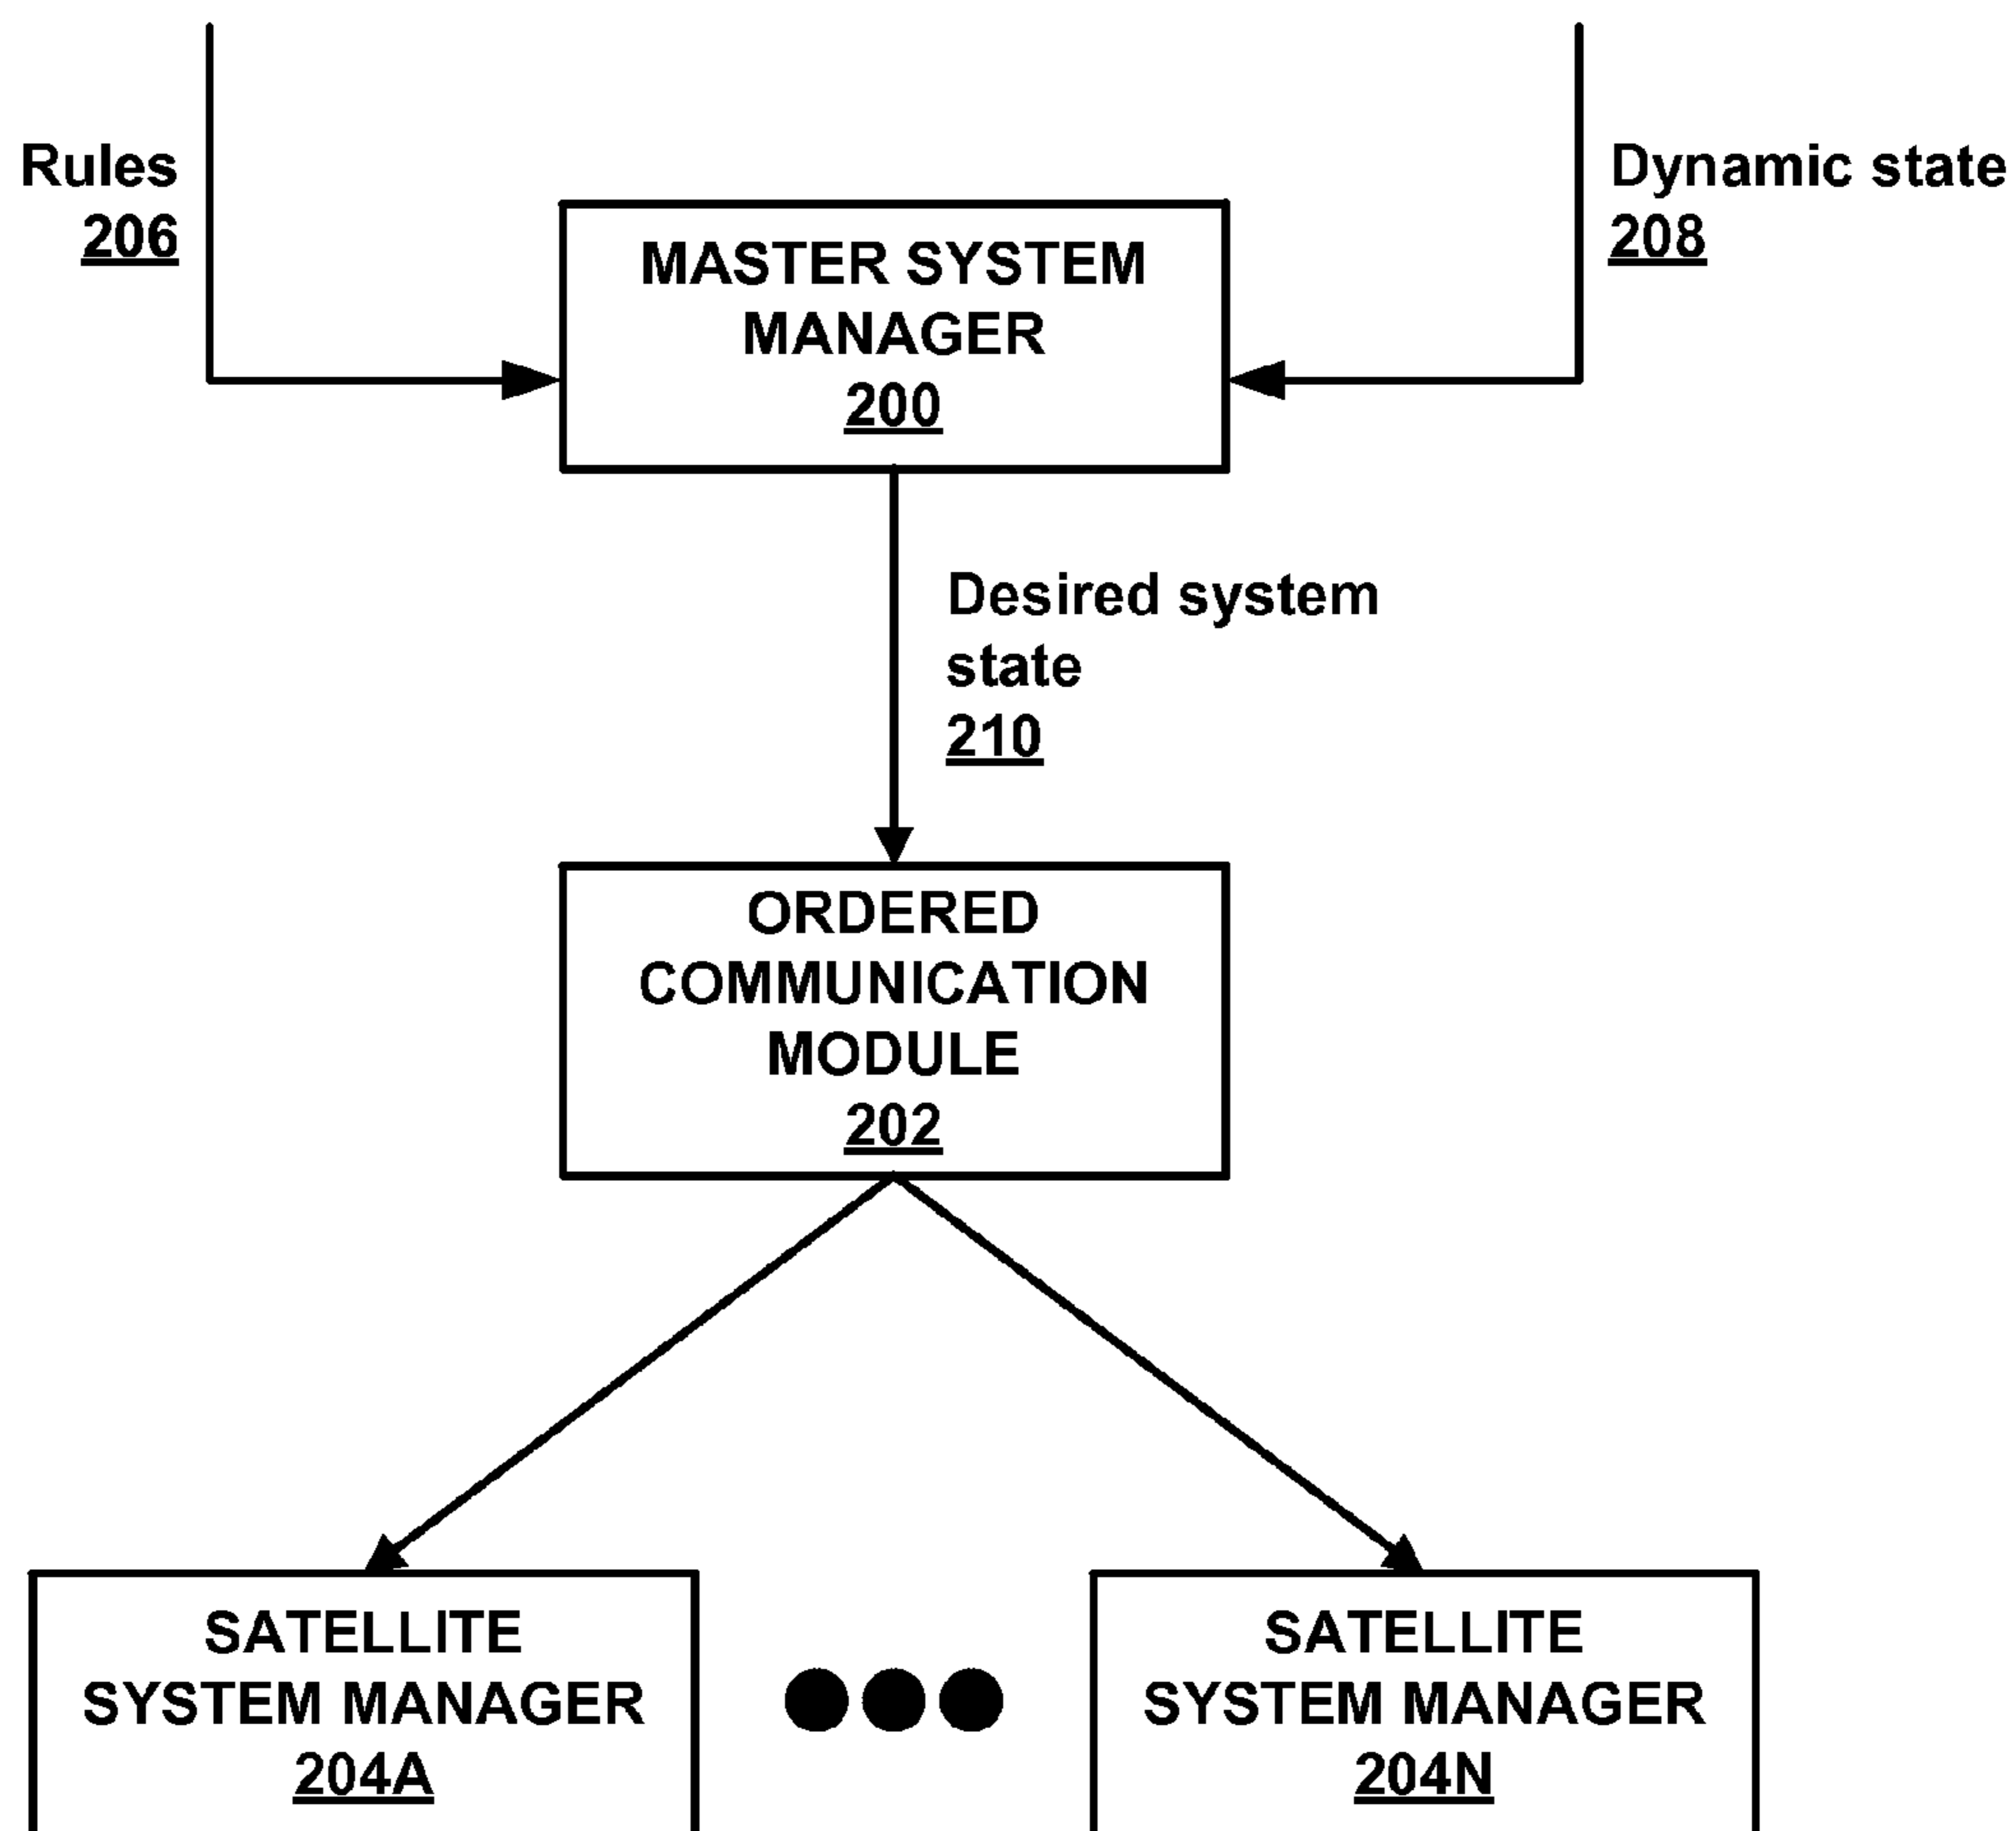 Rules
206
Dynamic state
208
MASTER SYSTEM
MANAGER
200
Desired system
state
210
ORDERED
COMMUNICATION
MODULE
202
SATELLITE
SYSTEM MANAGER
204A
SATELLITE
SYSTEM MANAGER
204N